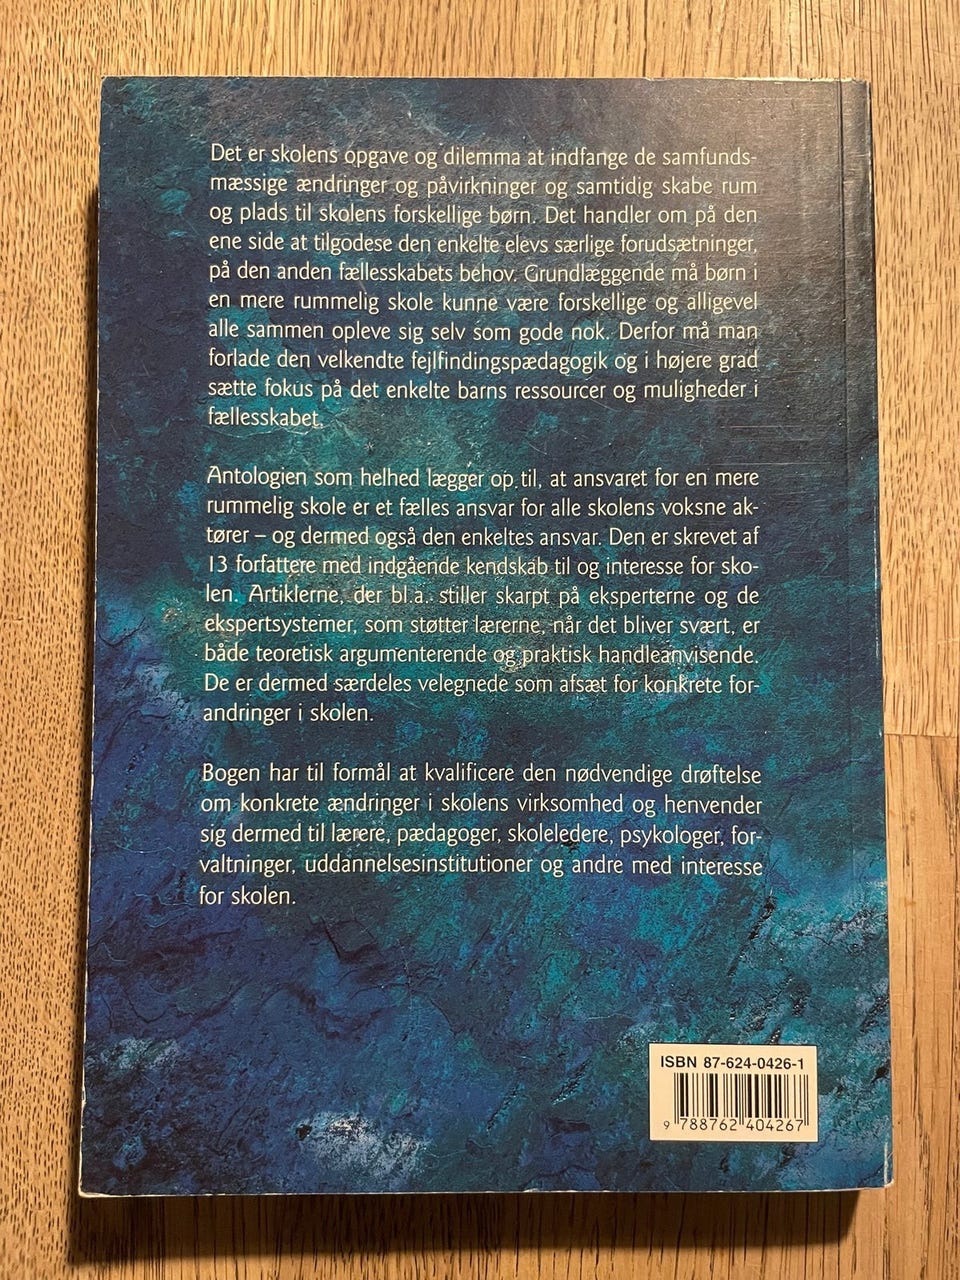 Det er skolens opgave og dilemma at indfange de samfunds-
mæssige ændringer og påvirkninger og samtidig skabe rum
og plads til skolens forskellige børn. Det handler om på den
ene side at tilgodese den enkelte elevs særlige forudsætninger,
på den anden fællesskabets behov. Grundlæggende må børn i
en mere rummelig skole kunne være forskellige og alligevel
alle sammen opleve sig selv som gode nok. Derfor må man
forlade den velkendte fejlfindingspædagogik og i højere grad
sætte fokus på det enkelte barns ressourcer og muligheder i
fællesskabet.
Antologien som helhed lægger op til, at ansvaret for en mere
rummelig skole er et fælles ansvar for alle skolens voksne ak-
tører – og dermed også den enkeltes ansvar. Den er skrevet af
13 forfattere med indgående kendskab til og interesse for sko-
len. Artiklerne, der bl.a. stiller skarpt på eksperterne og de
ekspertsystemer, som støtter lærerne, når det bliver svært, er
både teoretisk argumenterende og praktisk handleanvisende.
De er dermed særdeles velegnede som afsæt for konkrete for-
andringer i skolen.
Bogen har til formål at kvalificere den nødvendige drøftelse
om konkrete ændringer i skolens virksomhed og henvender
sig dermed til lærere, pædagoger, skoleledere, psykologer, for-
valtninger, uddannelsesinstitutioner og andre med interesse
for skolen.
ISBN 87-624-0426-1
9 788762 404267